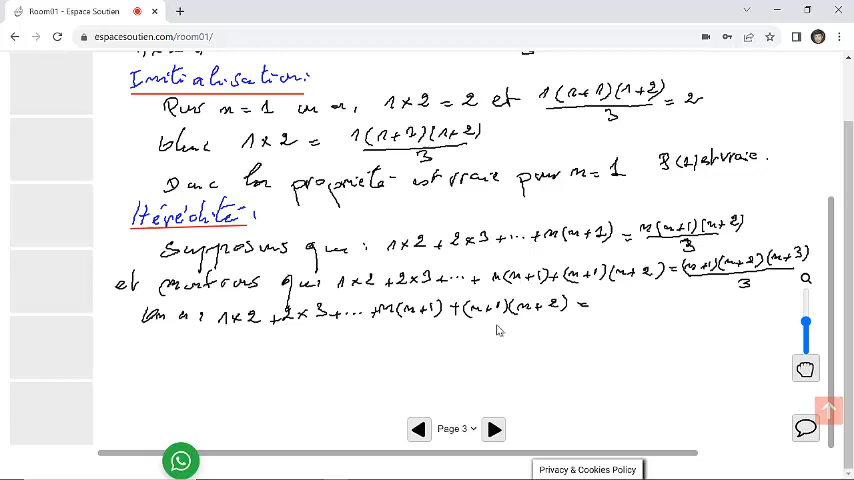 Room01 - Espace Soutien
espacesoutien.com/room01/
Initialisation:
Pour n=1 on a, 1×2 = 2 et 1(1+1)(1+2)/3 = 2
Donc 1×2 = 1(1+1)(1+2)/3
Donc la propriété est vraie pour n=1 P(1) est vraie.
Hérédité:
Supposons que: 1×2 + 2×3 + ... + n(n+1) = n(n+1)(n+2)/3
et montrons que: 1×2 + 2×3 + ... + n(n+1) + (n+1)(n+2) = (n+1)(n+2)(n+3)/3
On a: 1×2 + 2×3 + ... + n(n+1) + (n+1)(n+2) =
Page 3
Privacy & Cookies Policy